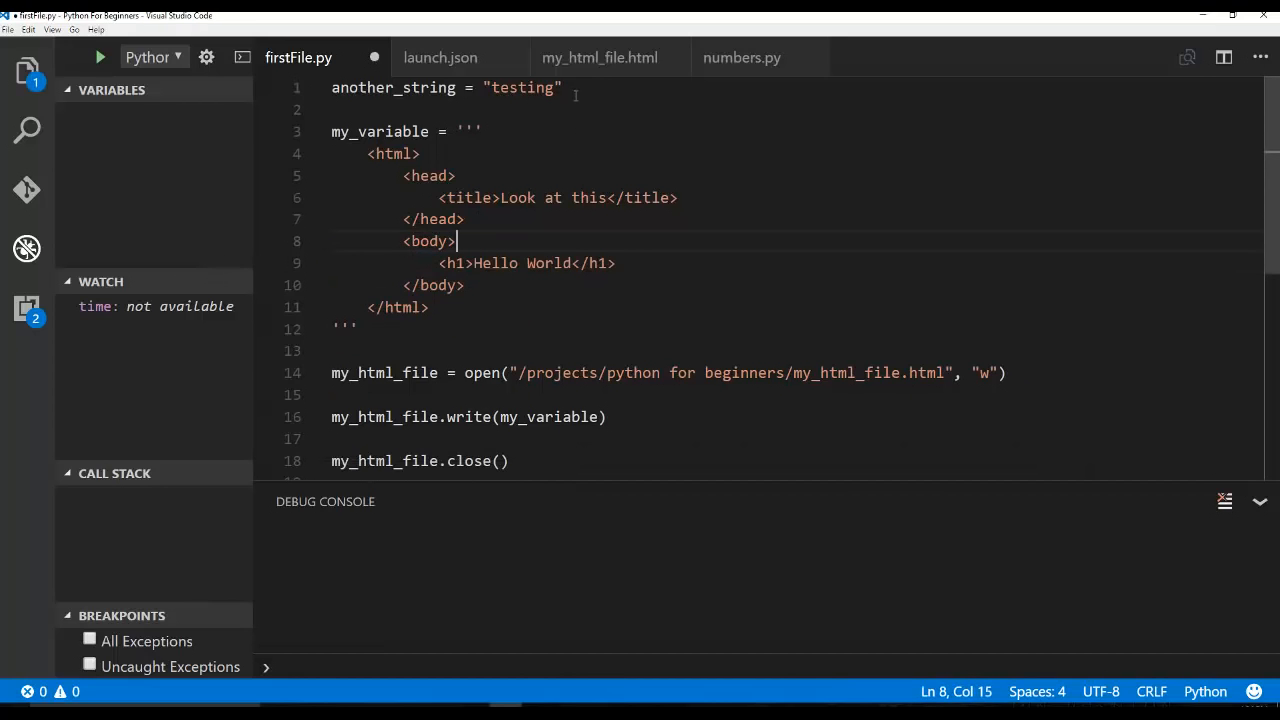 ● firstFile.py - Python For Beginners - Visual Studio Code
File Edit View Go Help
Python
firstFile.py
launch.json
my_html_file.html
numbers.py
1
VARIABLES
WATCH
time: not available
2
CALL STACK
BREAKPOINTS
All Exceptions
Uncaught Exceptions
1 another_string = "testing"
2
3 my_variable = '''
4 <html>
5 <head>
6 <title>Look at this</title>
7 </head>
8 <body>
9 <h1>Hello World</h1>
10 </body>
11 </html>
12 '''
13
14 my_html_file = open("/projects/python for beginners/my_html_file.html", "w")
15
16 my_html_file.write(my_variable)
17
18 my_html_file.close()
DEBUG CONSOLE
0 0
Ln 8, Col 15 Spaces: 4 UTF-8 CRLF Python